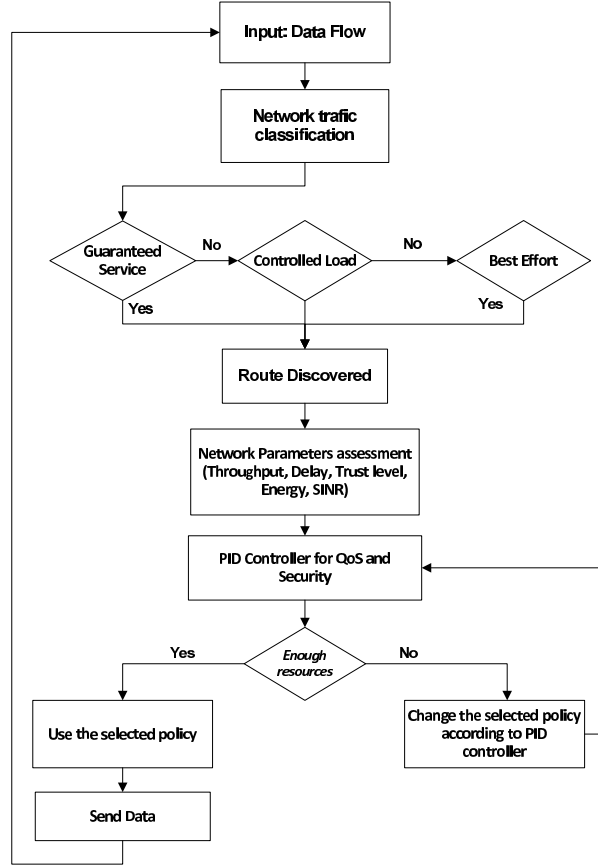 Input: Data Flow
Network trafic
classification
Guaranteed
Service
No
Controlled Load
No
Best Effort
Yes
Yes
Route Discovered
Network Parameters assessment
(Throughput, Delay, Trust level,
Energy, SINR)
PID Controller for QoS and
Security
Yes
Enough
resources
No
Use the selected policy
Change the selected policy
according to PID
controller
Send Data